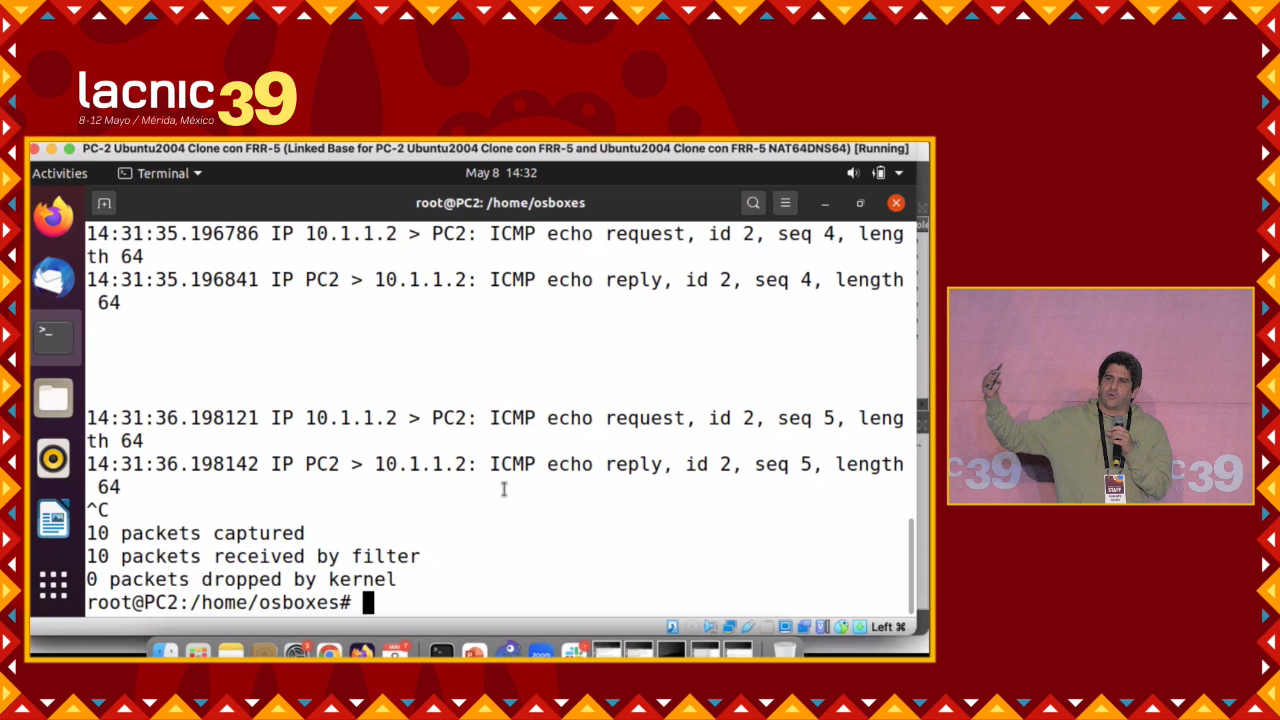 lacnic 39
8-12 Mayo / Mérida, México
PC-2 Ubuntu2004 Clone con FRR-5 (Linked Base for PC-2 Ubuntu2004 Clone con FRR-5 and Ubuntu2004 Clone con FRR-5 NAT64DNS64) [Running]
Activities Terminal May 8 14:32
root@PC2: /home/osboxes
14:31:35.196786 IP 10.1.1.2 > PC2: ICMP echo request, id 2, seq 4, leng
th 64
14:31:35.196841 IP PC2 > 10.1.1.2: ICMP echo reply, id 2, seq 4, length
64
14:31:36.198121 IP 10.1.1.2 > PC2: ICMP echo request, id 2, seq 5, leng
th 64
14:31:36.198142 IP PC2 > 10.1.1.2: ICMP echo reply, id 2, seq 5, length
64
^C
10 packets captured
10 packets received by filter
0 packets dropped by kernel
root@PC2:/home/osboxes#
Left ⌘
zoom
c39
c39
STAFF